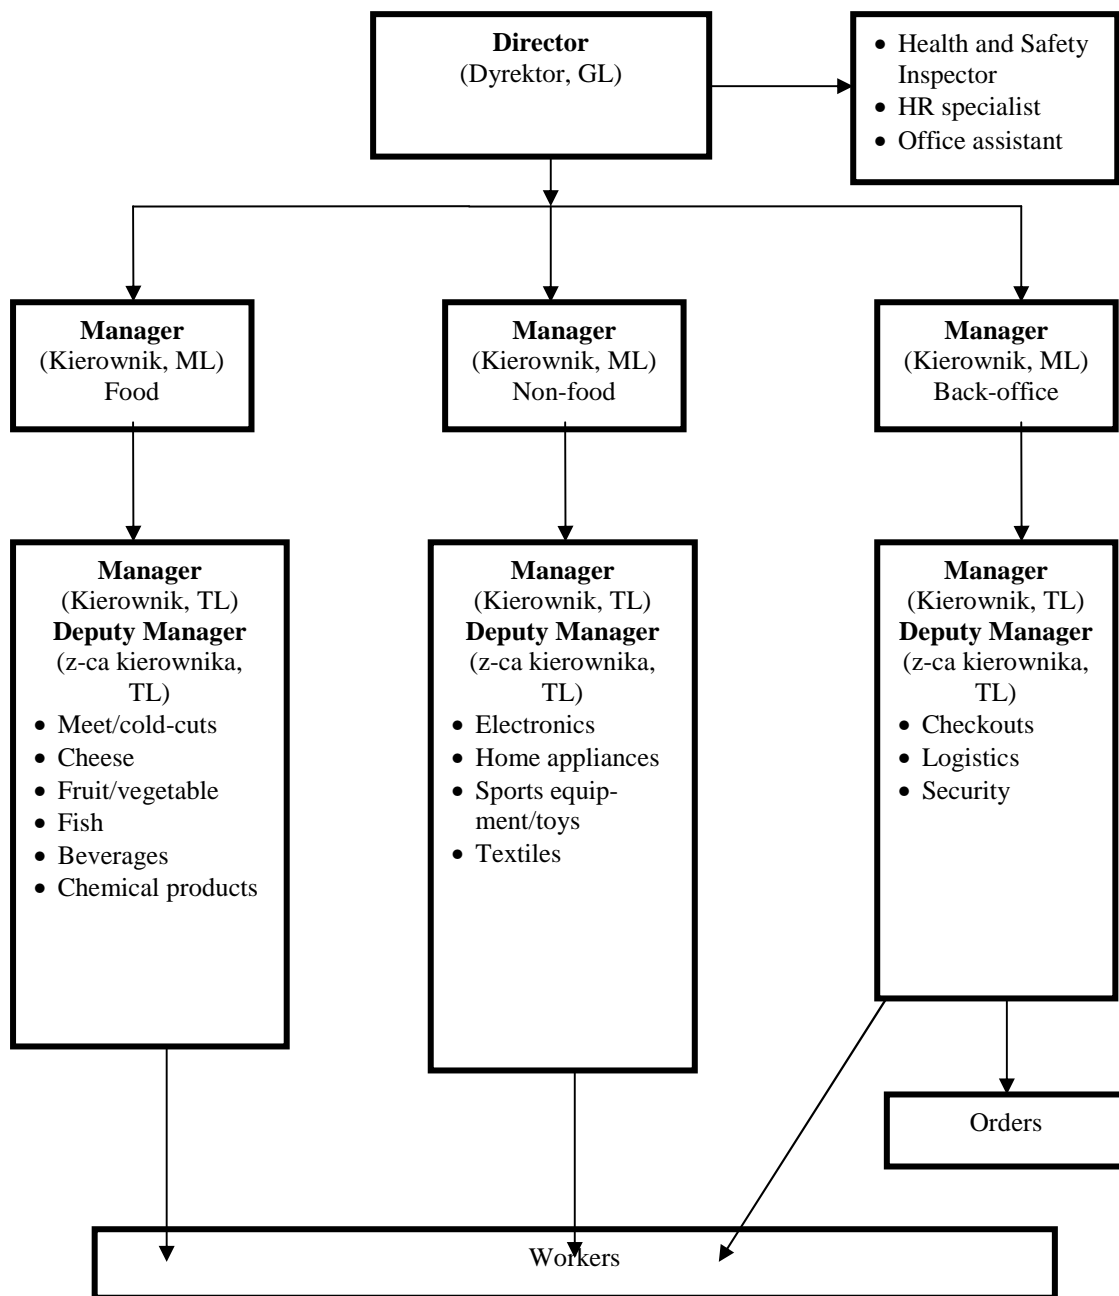 Director
(Dyrektor, GL)
• Health and Safety
Inspector
• HR specialist
• Office assistant
Manager
(Kierownik, ML)
Food
Manager
(Kierownik, ML)
Non-food
Manager
(Kierownik, ML)
Back-office
Manager
(Kierownik, TL)
Deputy Manager
(z-ca kierownika,
TL)
• Meet/cold-cuts
• Cheese
• Fruit/vegetable
• Fish
• Beverages
• Chemical products
Manager
(Kierownik, TL)
Deputy Manager
(z-ca kierownika,
TL)
• Electronics
• Home appliances
• Sports equip-
ment/toys
• Textiles
Manager
(Kierownik, TL)
Deputy Manager
(z-ca kierownika,
TL)
• Checkouts
• Logistics
• Security
Orders
Workers